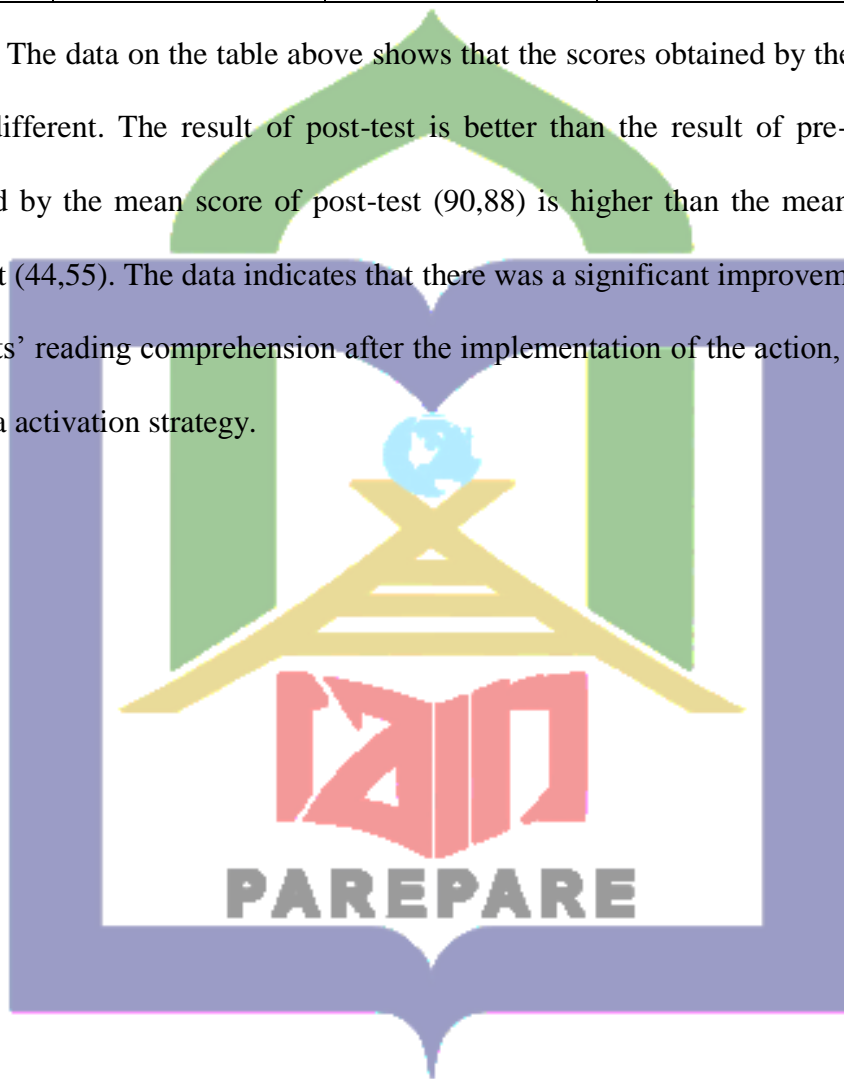 The data on the table above shows that the scores obtained by the
different. The result of post-test is better than the result of pre-
d by the mean score of post-test (90,88) is higher than the mean
t (44,55). The data indicates that there was a significant improvem
ts’ reading comprehension after the implementation of the action,
a activation strategy.
iain
PAREPARE